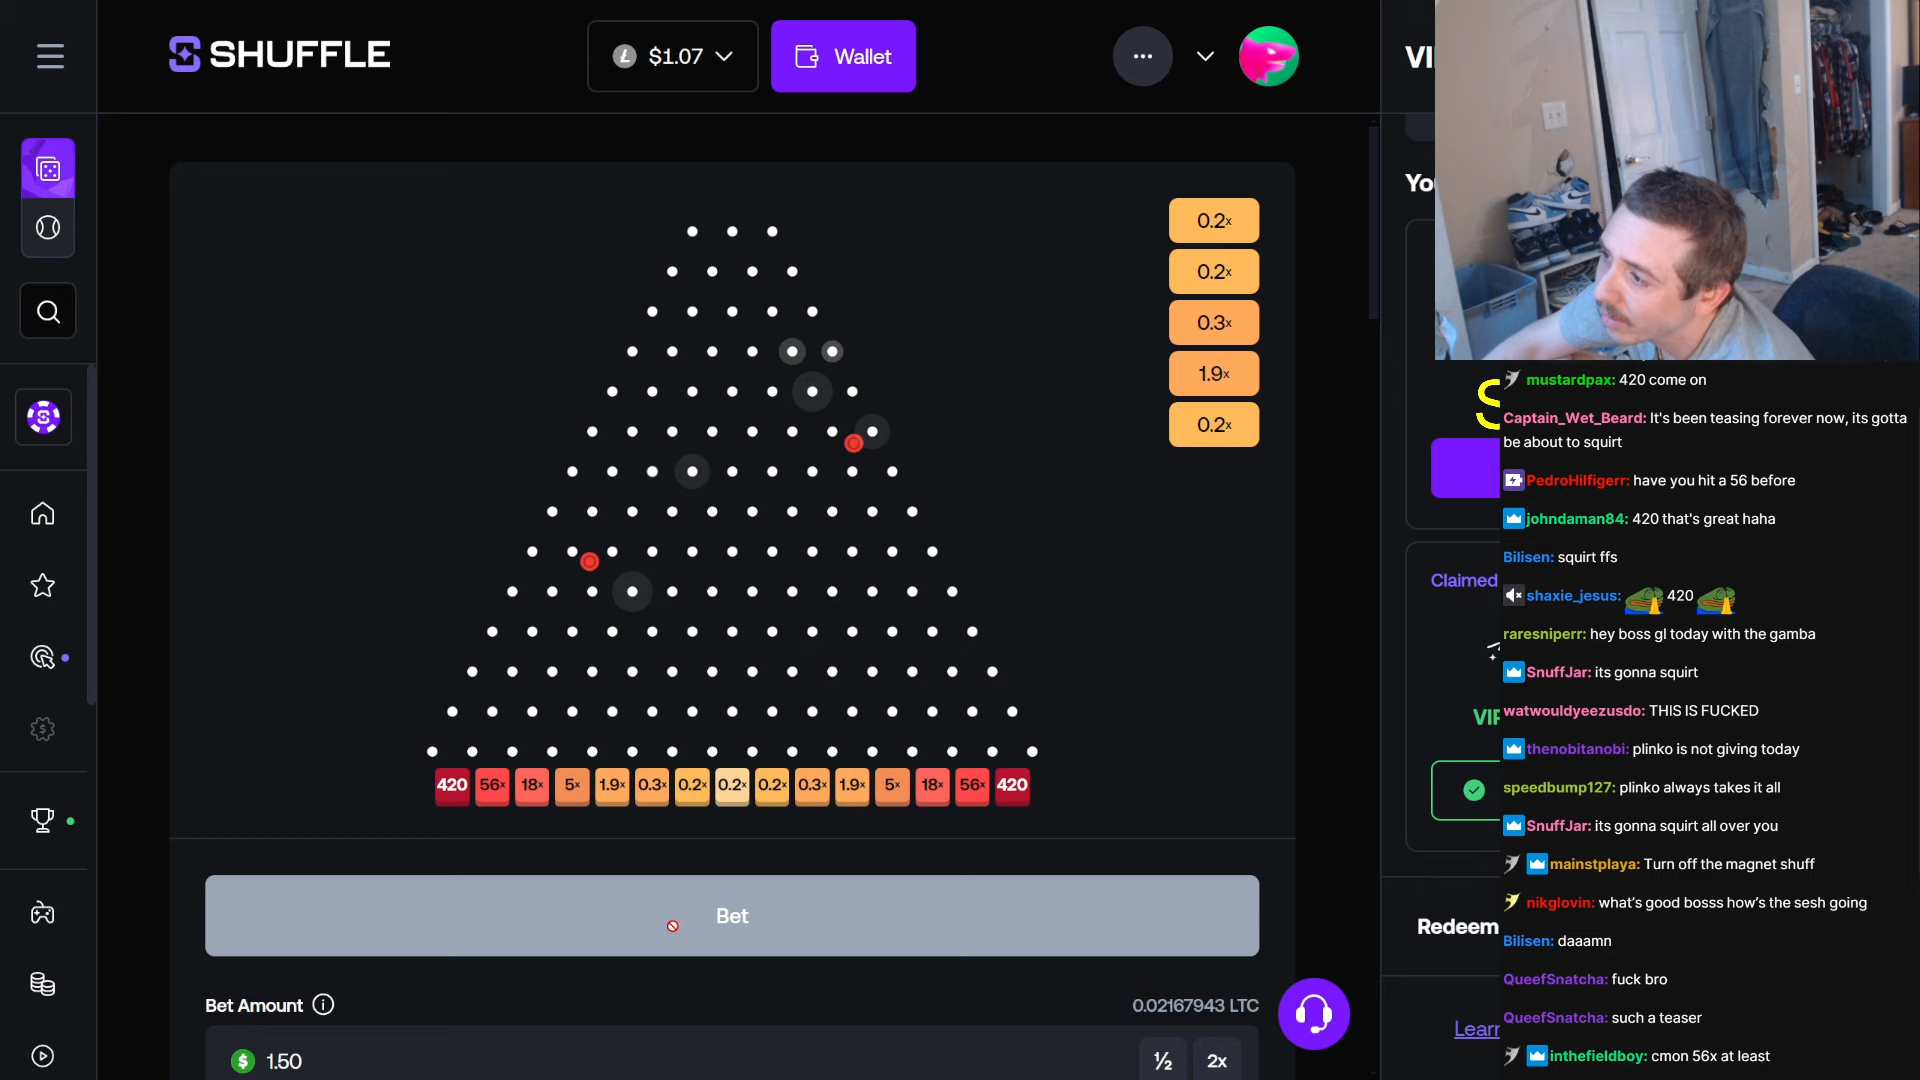 SHUFFLE
$1.07
Wallet
VI
You
0.2x
0.2x
0.3x
1.9x
0.2x
420 56x 18x 5x 1.9x 0.3x 0.2x 0.2x 0.2x 0.3x 1.9x 5x 18x 56x 420
Bet
Bet Amount
0.02167943 LTC
1.50
½
2x
S
Claimed
VIP
Redeem
Learn
mustardpax: 420 come on
Captain_Wet_Beard: It's been teasing forever now, its gotta
be about to squirt
PedroHilfigerr: have you hit a 56 before
johndaman84: 420 that's great haha
Bilisen: squirt ffs
shaxie_jesus: 420
raresniperr: hey boss gl today with the gamba
SnuffJar: its gonna squirt
watwouldyeezusdo: THIS IS FUCKED
thenobitanobi: plinko is not giving today
speedbump127: plinko always takes it all
SnuffJar: its gonna squirt all over you
mainstplaya: Turn off the magnet shuff
nikglovin: what's good bosss how's the sesh going
Bilisen: daaamn
QueefSnatcha: fuck bro
QueefSnatcha: such a teaser
inthefieldboy: cmon 56x at least